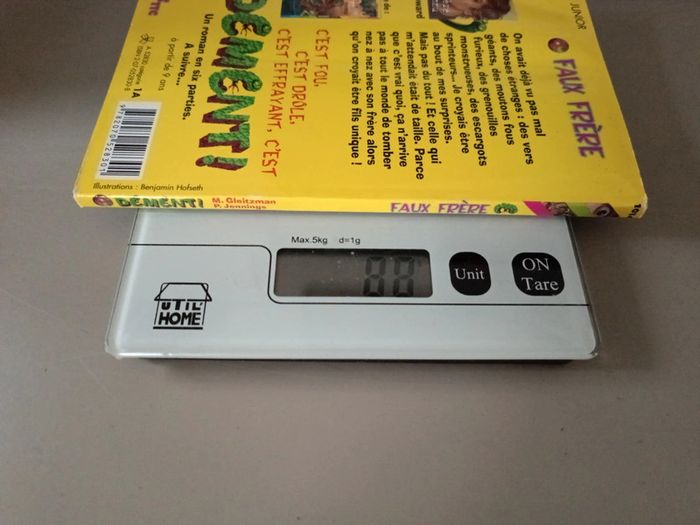 JUNIOR
FAUX FRÈRE
On avait déjà vu pas mal
de choses étranges : des vers
géants, des moutons fous
furieux, des grenouilles
monstrueuses, des escargots
sprinteurs... Je croyais être
au bout de mes surprises.
Mais pas du tout ! Et celle qui
m'attendait était de taille. Parce
que c'est vrai quoi, ça n'arrive
pas à tout le monde de tomber
nez à nez avec son frère alors
qu'on croyait être fils unique !
C'EST FOU,
C'EST DRÔLE,
C'EST EFFRAYANT, C'EST
DÉMENT!
Un roman en six parties.
À suivre...
à partir de 9 ans
1A
Illustrations : Benjamin Hofseth
DÉMENT!
M. Gleitzman
P. Jennings
FAUX FRÈRE
Max.5kg d=1g
88
Unit
ON
Tare
UTIL'
HOME